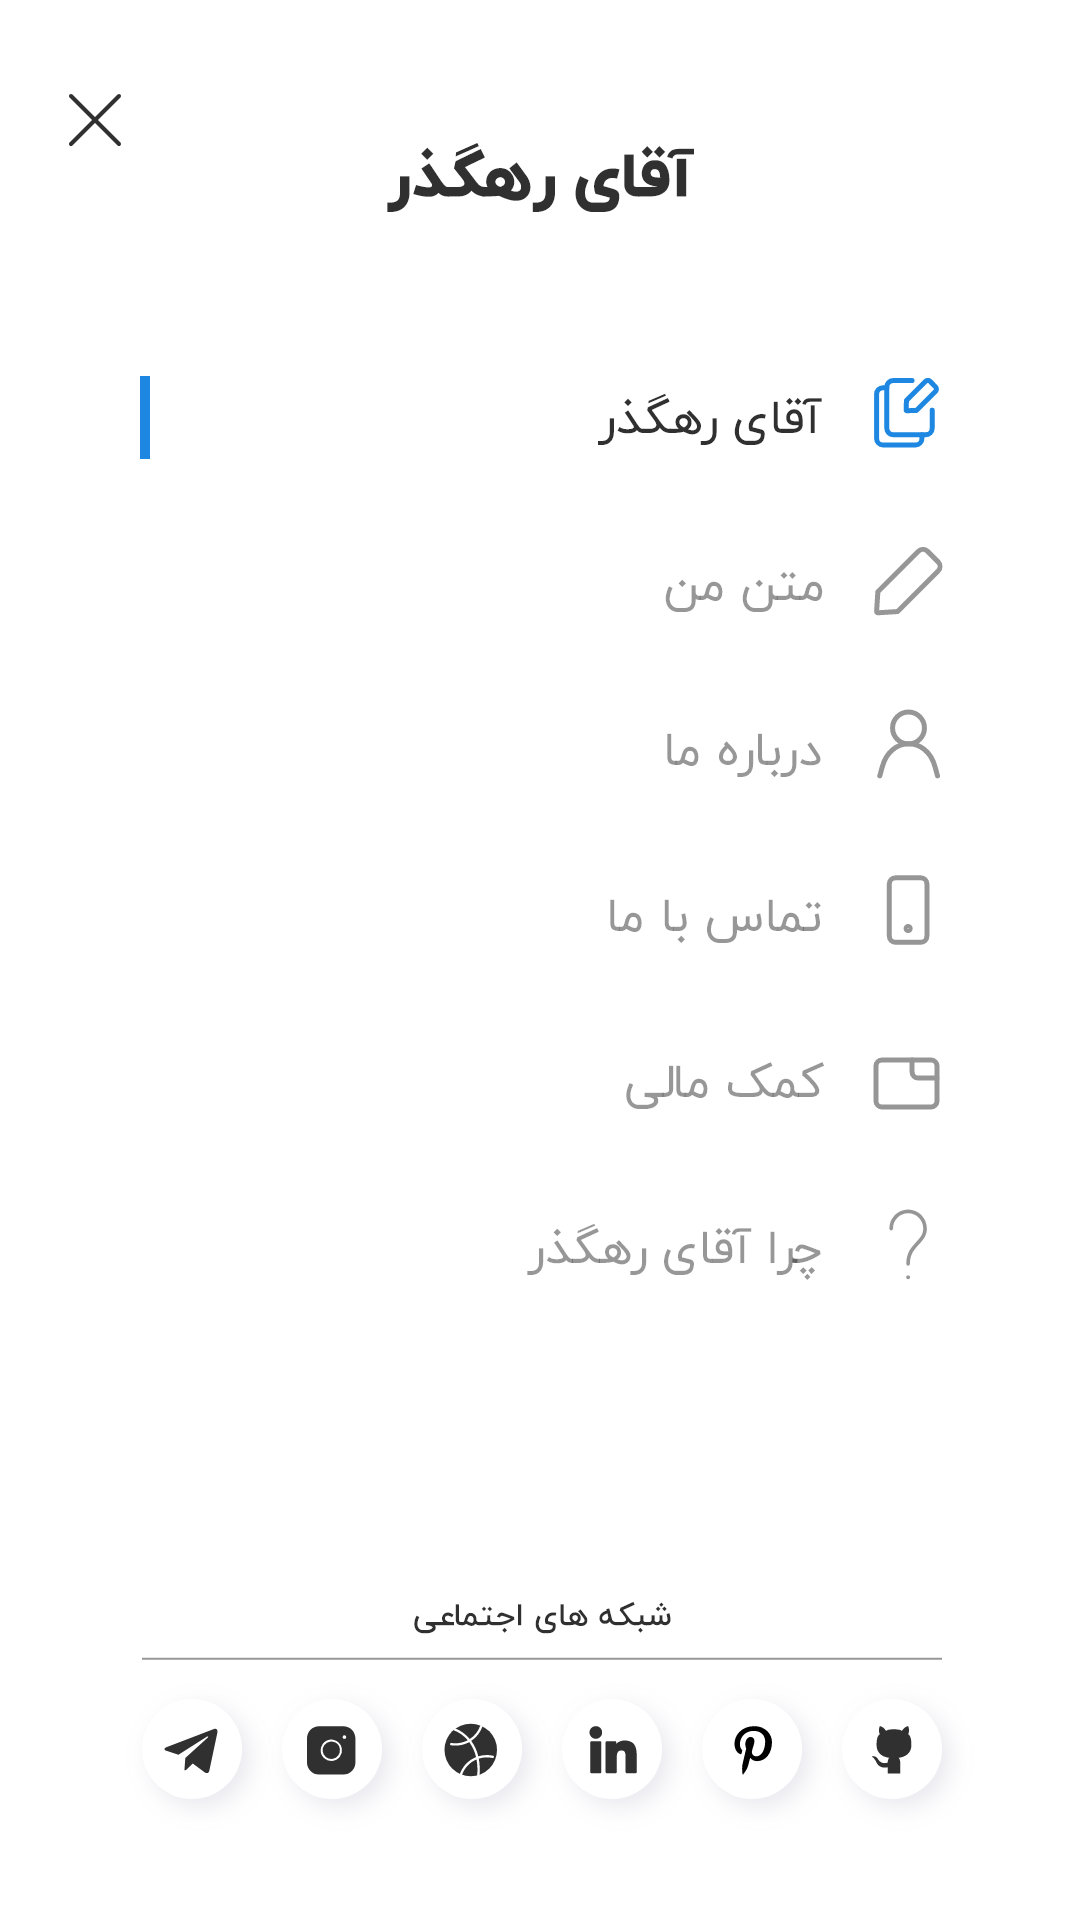 آقای رهگذر
آقای رهگذر
متن من
درباره ما
تماس با ما
کمک مالی
چرا آقای رهگذر
شبکه های اجتماعی